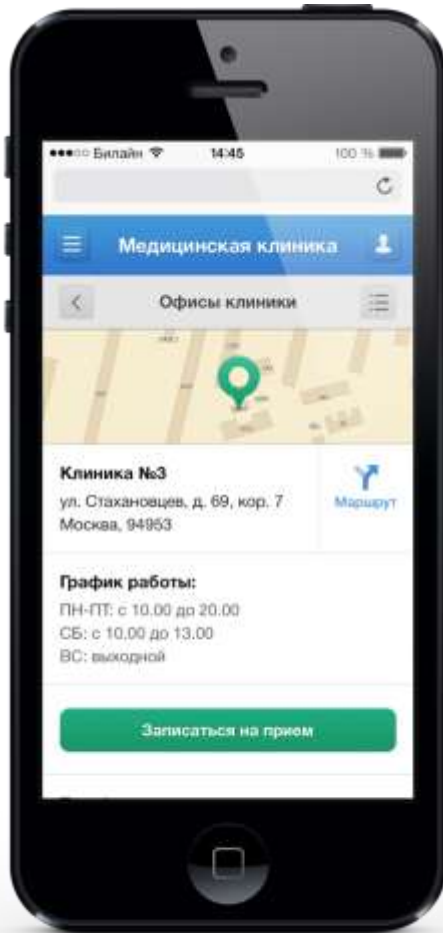 Билайн 14:45 100 %
Медицинская клиника
Офисы клиники
Клиника №3
ул. Стахановцев, д. 69, кор. 7
Москва, 94953
Маршрут
График работы:
ПН-ПТ: с 10.00 до 20.00
СБ: с 10.00 до 13.00
ВС: выходной
Записаться на прием